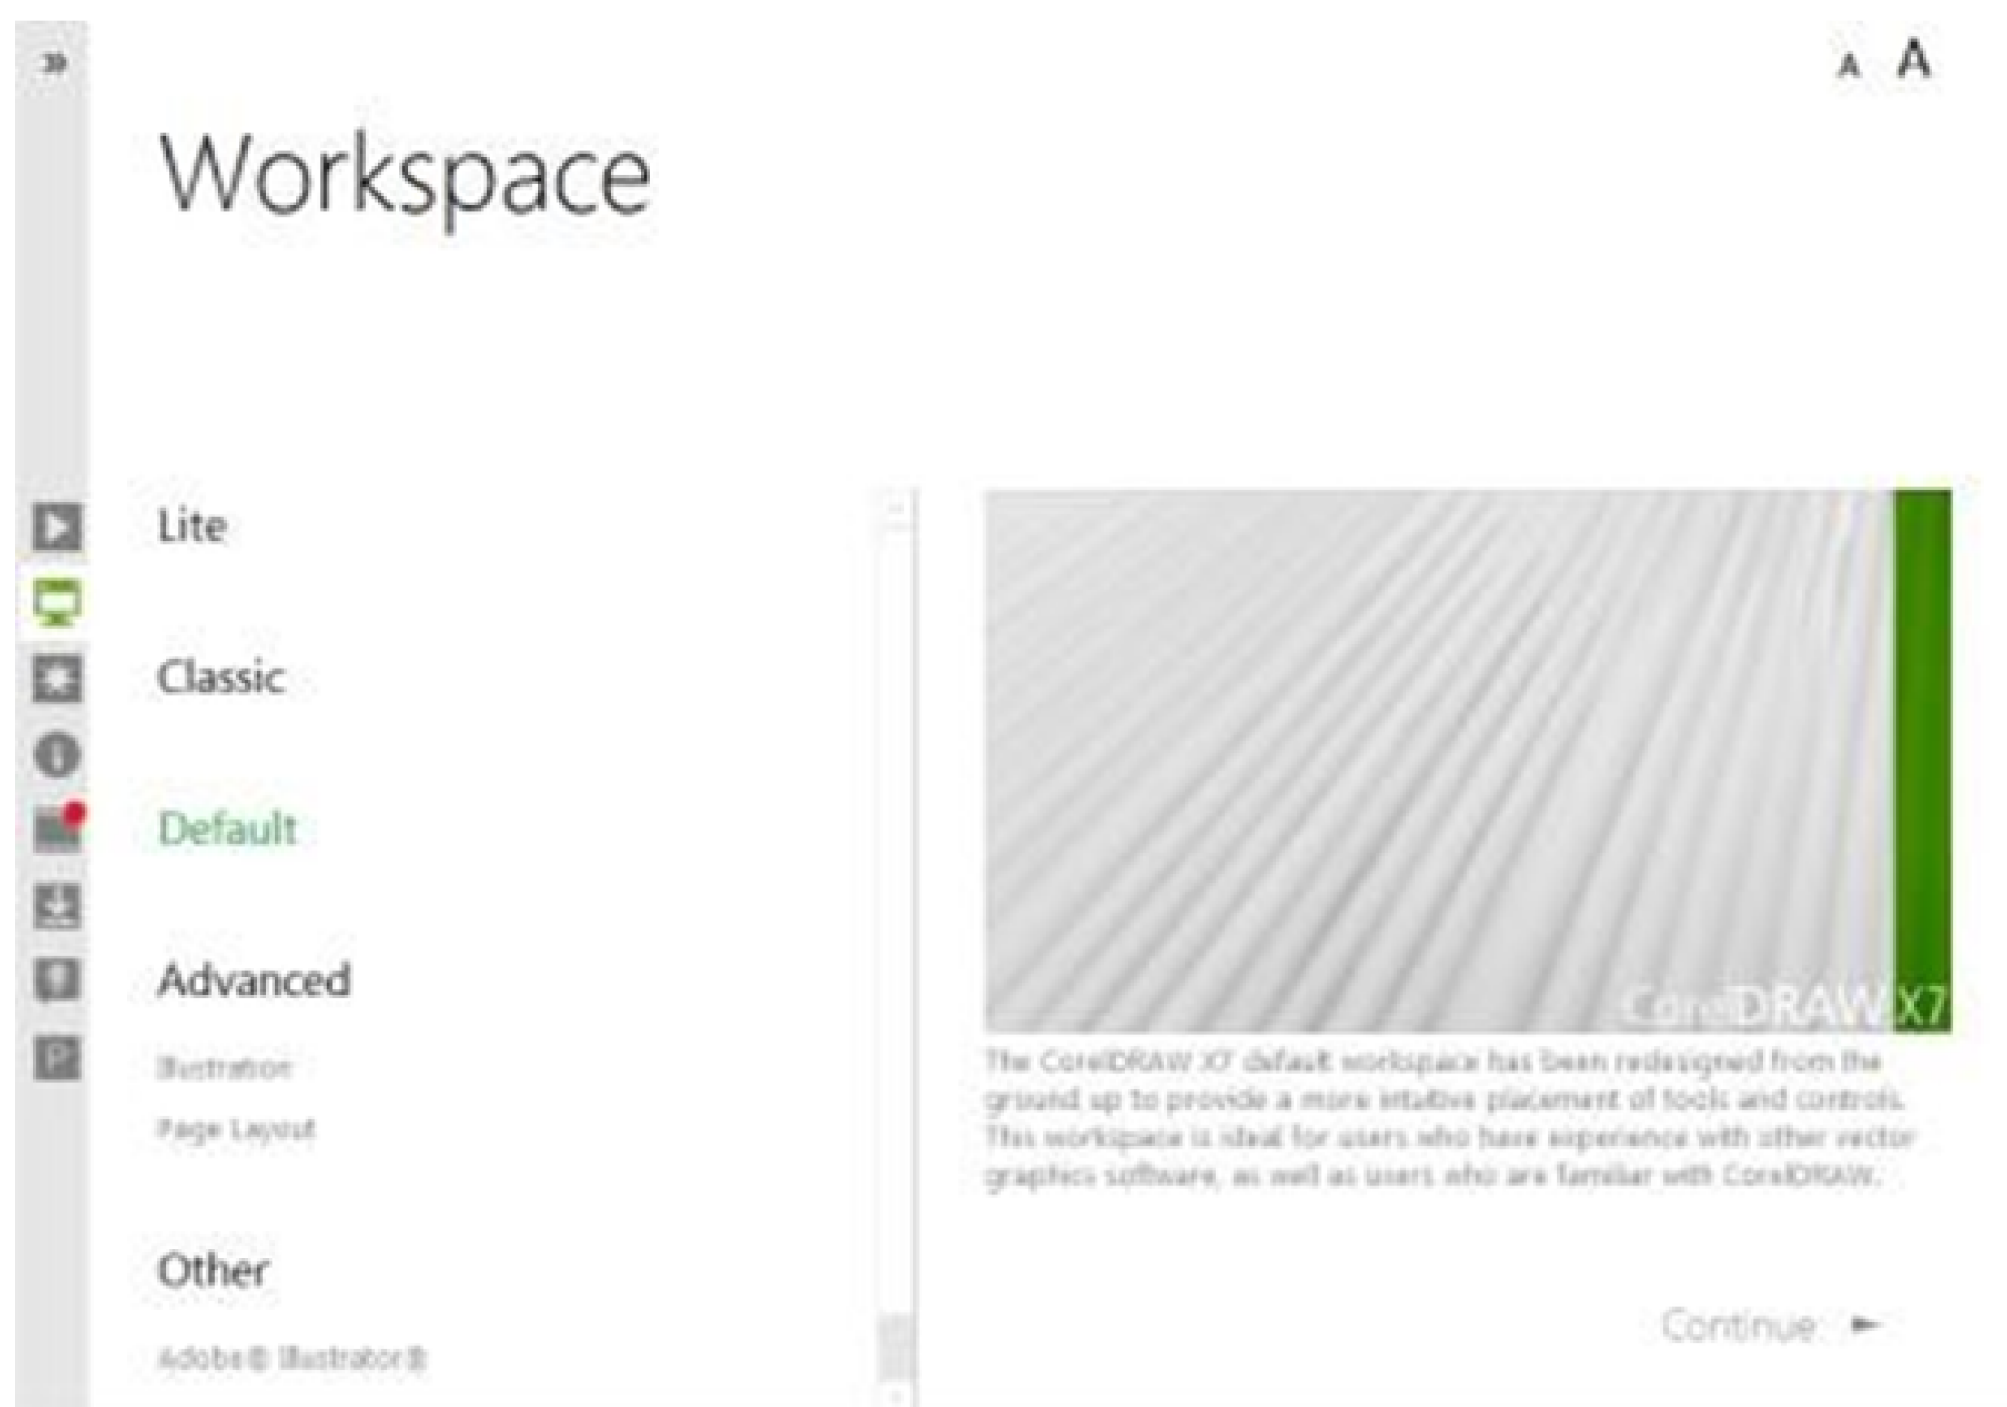 A A
Workspace
Lite
Classic
Default
Advanced
Illustration
Page Layout
Other
Adobe® Illustrator®
CorelDRAW X7
The CorelDRAW X7 default workspace has been redesigned from the
ground up to provide a more intuitive placement of tools and controls.
This workspace is ideal for users who have experience with other vector
graphics software, as well as users who are familiar with CorelDRAW.
Continue